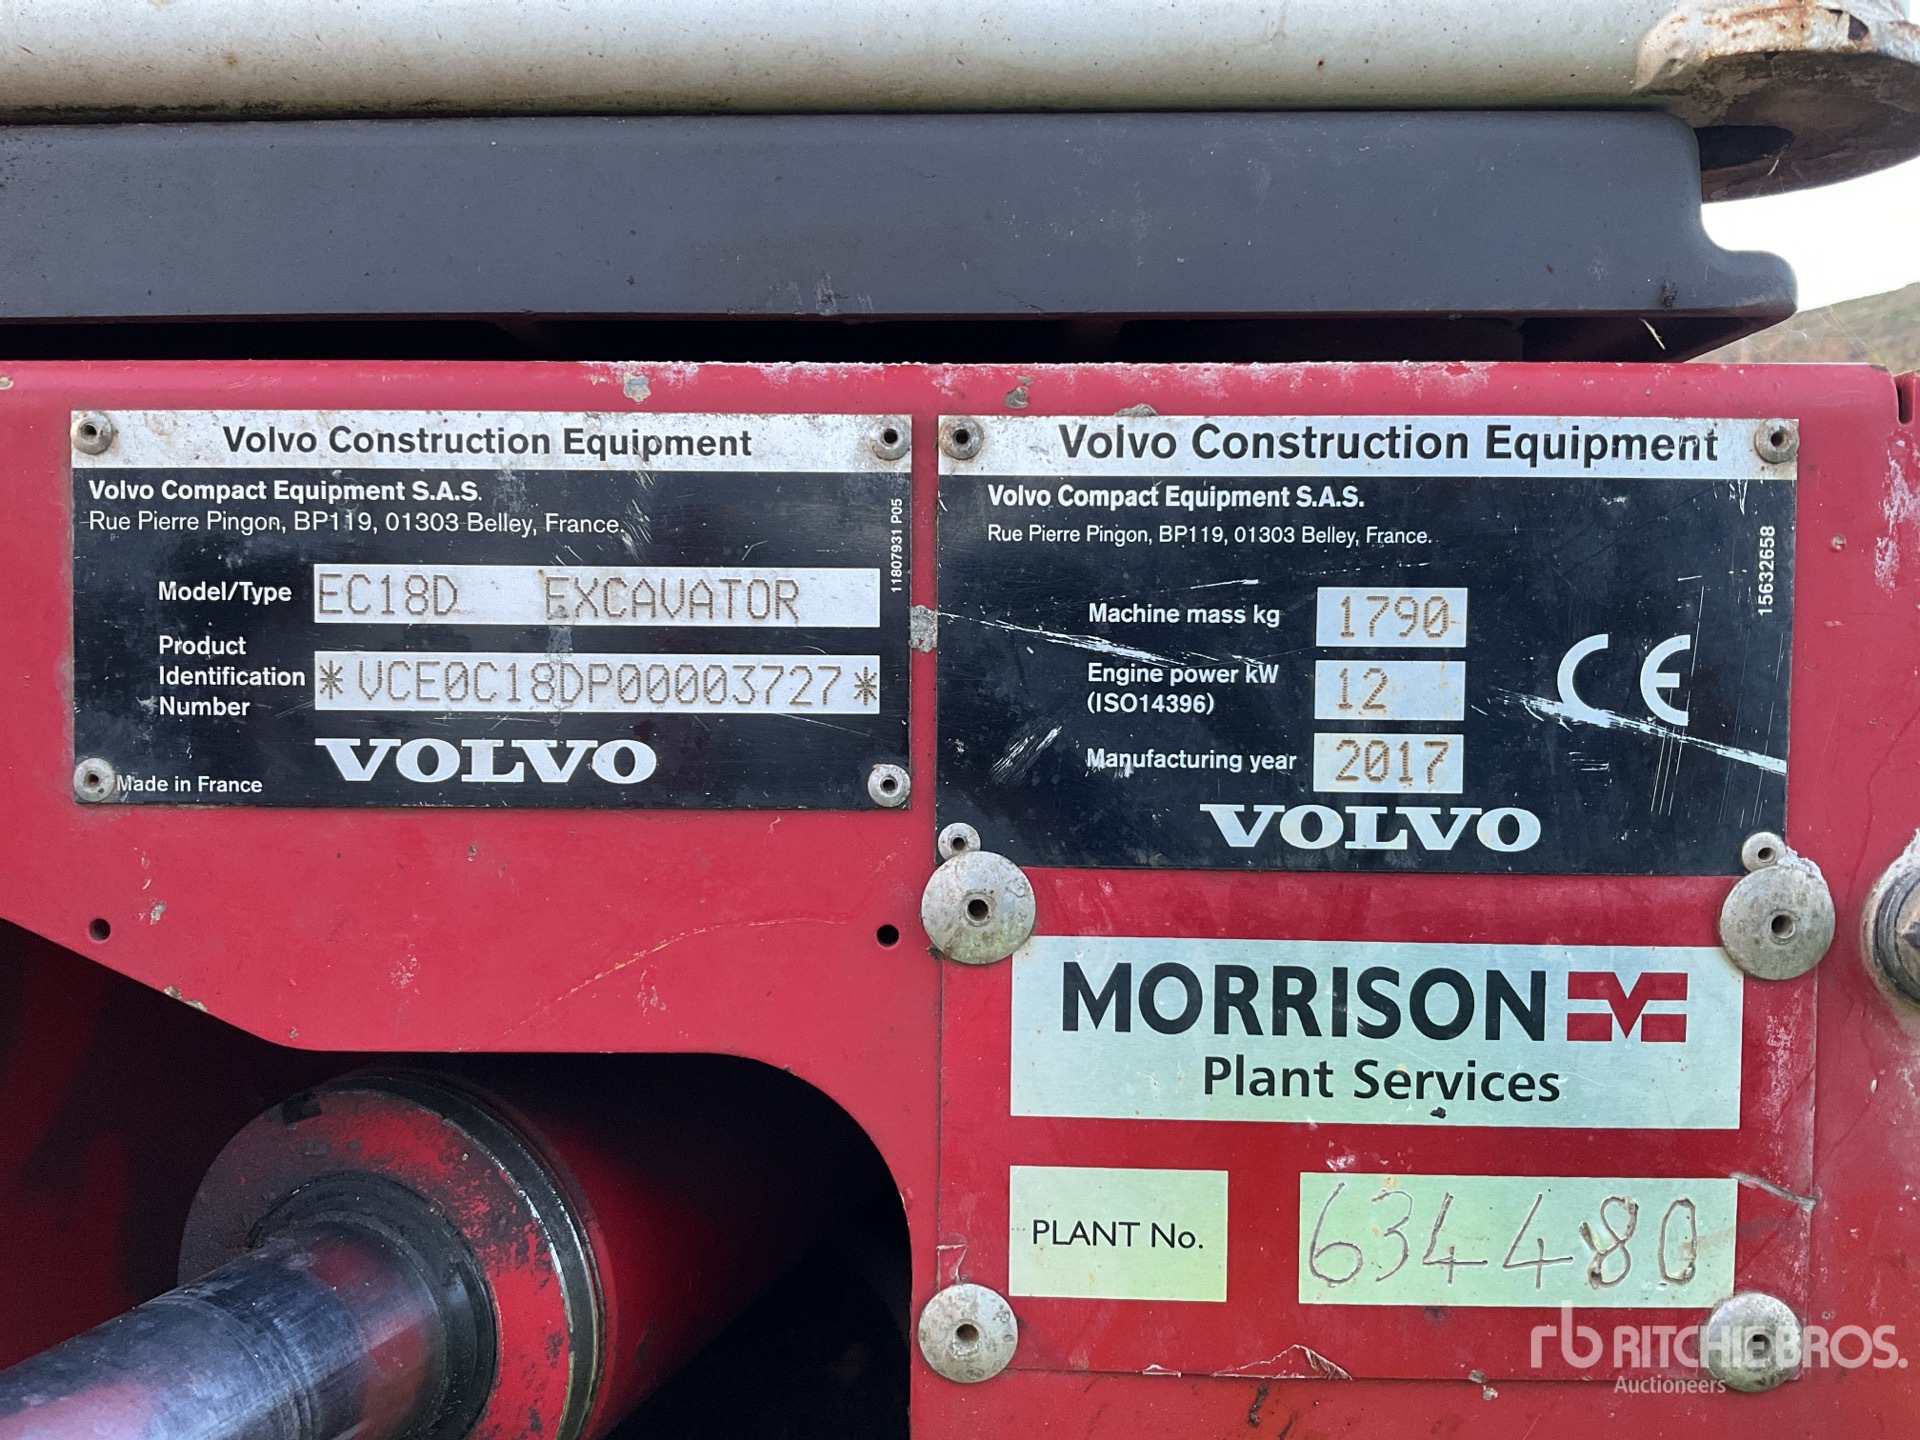 Volvo Construction Equipment
Volvo Compact Equipment S.A.S.
Rue Pierre Pingon, BP119, 01303 Belley, France.
11807931 P05
Model/Type EC18D EXCAVATOR
Product
Identification
Number
*VCE0C18DP00003727*
VOLVO
Made in France
Volvo Construction Equipment
Volvo Compact Equipment S.A.S.
Rue Pierre Pingon, BP119, 01303 Belley, France.
15632658
Machine mass kg 1790
Engine power kW
(ISO14396)
12
CE
Manufacturing year 2017
VOLVO
MORRISON
Plant Services
PLANT No. 634480
rb RITCHIE BROS.
Auctioneers